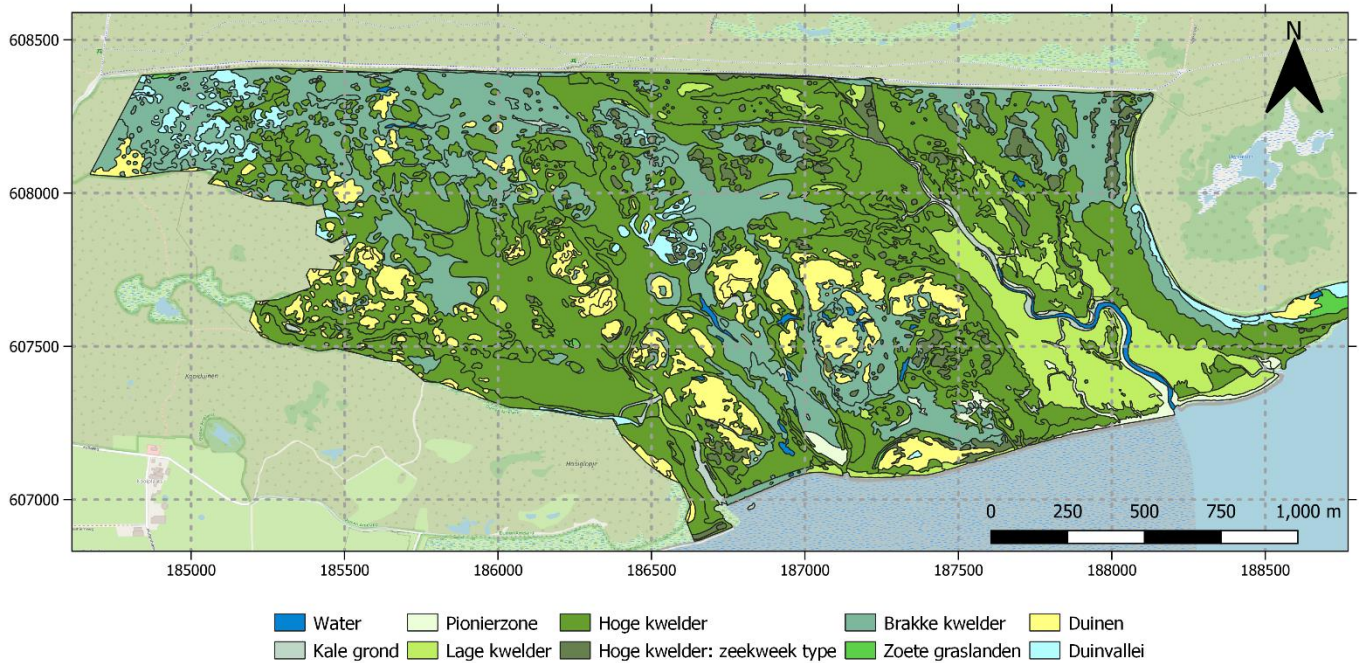 608500
N
608000
607500
Kooiduinen
607000
0 250 500 750 1,000 m
185000 185500 186000 186500 187000 187500 188000 188500
Water Pionierzone Hoge kwelder Brakke kwelder Duinen
Kale grond Lage kwelder Hoge kwelder: zeekweek type Zoete graslanden Duinvallei